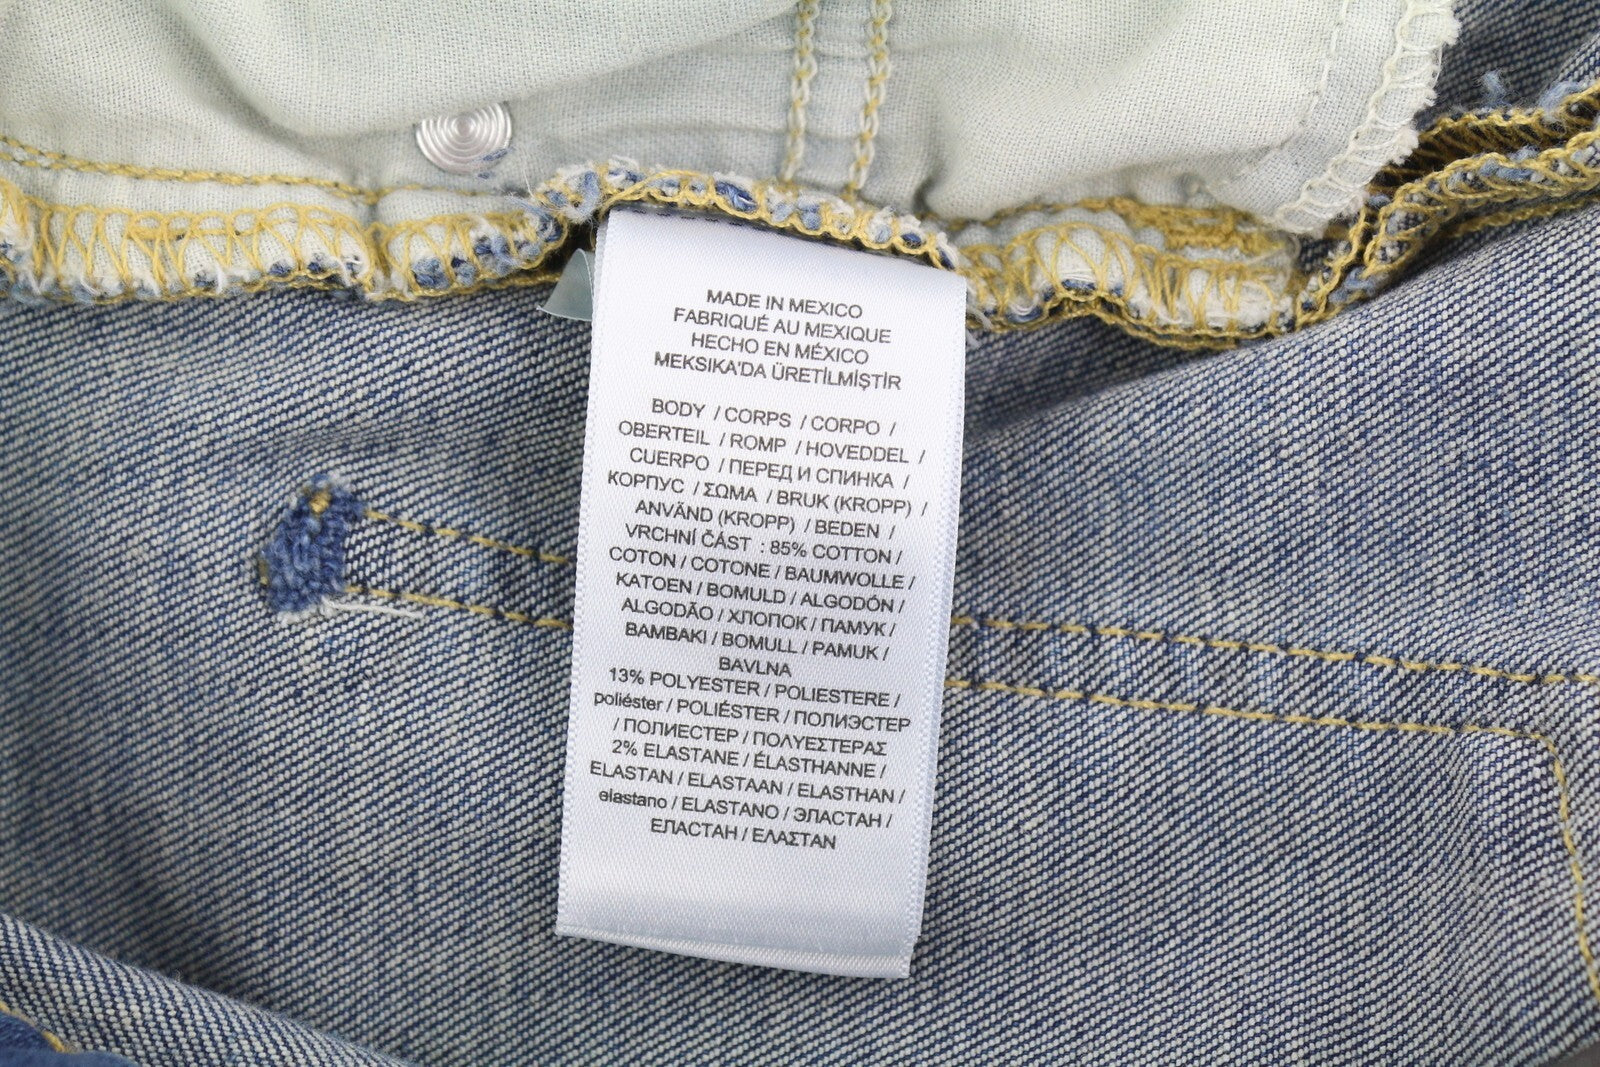 MADE IN MEXICO
FABRIQUÉ AU MEXIQUE
HECHO EN MÉXICO
MEKSIKA'DA ÜRETİLMİŞTİR
BODY / CORPS / CORPO /
OBERTEIL / ROMP / HOVEDDEL /
CUERPO / ПЕРЕД И СПИНКА /
КОРПУС / ΣΩΜΑ / BRUK (KROPP) /
ANVÄND (KROPP) / BEDEN /
VRCHNÍ ČÁST : 85% COTTON /
COTON / COTONE / BAUMWOLLE /
KATOEN / BOMULD / ALGODÓN /
ALGODÃO / ХЛОПОК / ПАМУК /
BAMBAKI / BOMULL / PAMUK /
BAVLNA
13% POLYESTER / POLIESTERE /
poliéster / POLIÉSTER / ПОЛИЭСТЕР
/ ПОЛИЕСТЕР / ΠΟΛΥΕΣΤΕΡΑΣ
2% ELASTANE / ÉLASTHANNE /
ELASTAN / ELASTAAN / ELASTHAN /
elastano / ELASTANO / ЭЛАСТАН /
ЕЛАСТАН / ΕΛΑΣΤΑΝ